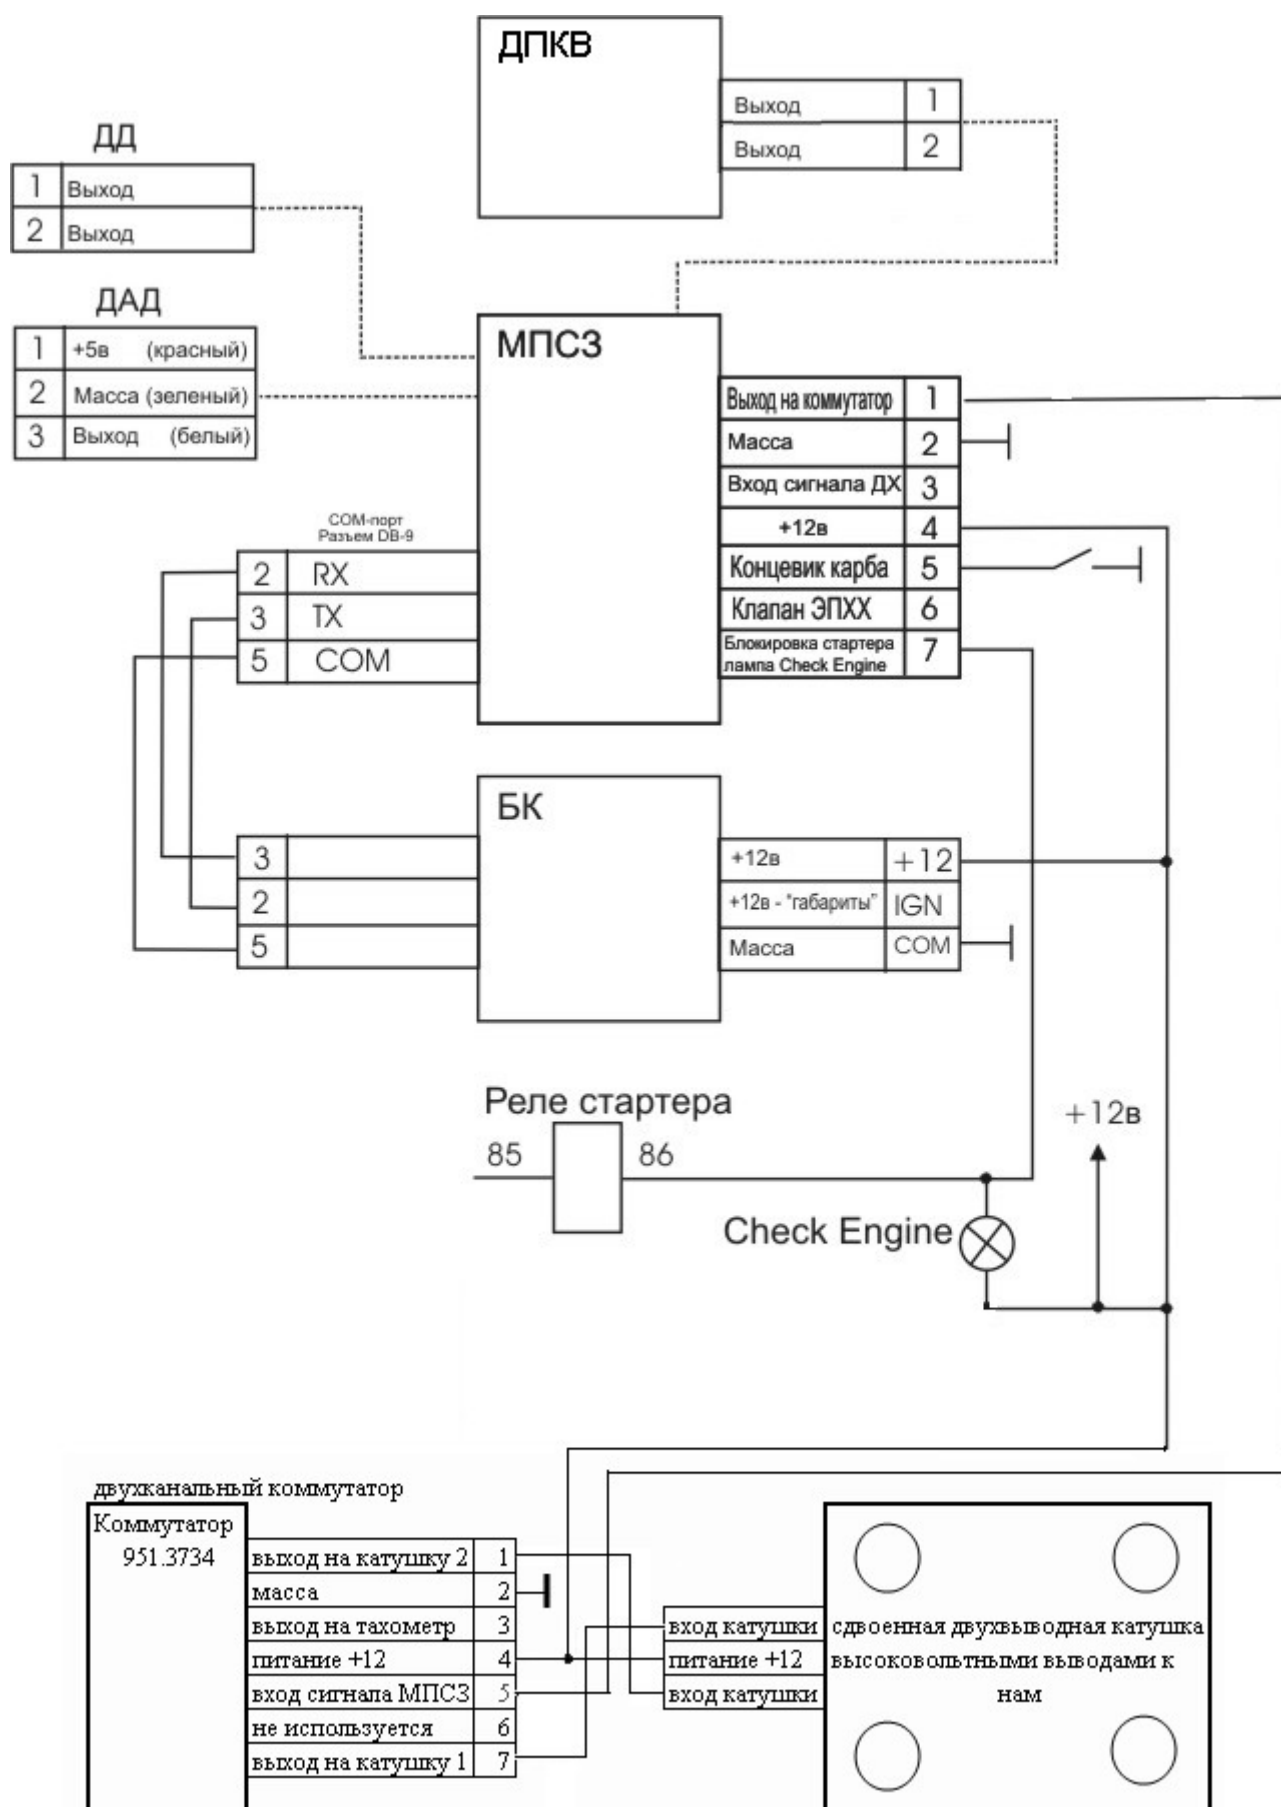 ДПКВ
Выход 1
Выход 2
ДД
1 Выход
2 Выход
ДАД
1 +5в (красный)
2 Масса (зеленый)
3 Выход (белый)
МПСЗ
Выход на коммутатор 1
Масса 2
Вход сигнала ДХ 3
+12в 4
Концевик карба 5
Клапан ЭПХХ 6
Блокировка стартера
лампа Check Engine 7
COM-порт
Разъем DB-9
2 RX
3 TX
5 COM
БК
3
2
5
+12в +12
+12в - "габариты" IGN
Масса COM
Реле стартера
85 86
+12в
Check Engine
двухканальный коммутатор
Коммутатор
951.3734
выход на катушку 2 1
масса 2
выход на тахометр 3
питание +12 4
вход сигнала МПСЗ 5
не используется 6
выход на катушку 1 7
вход катушки
питание +12
вход катушки
сдвоенная двухвыводная катушка
высоковольтными выводами к
нам